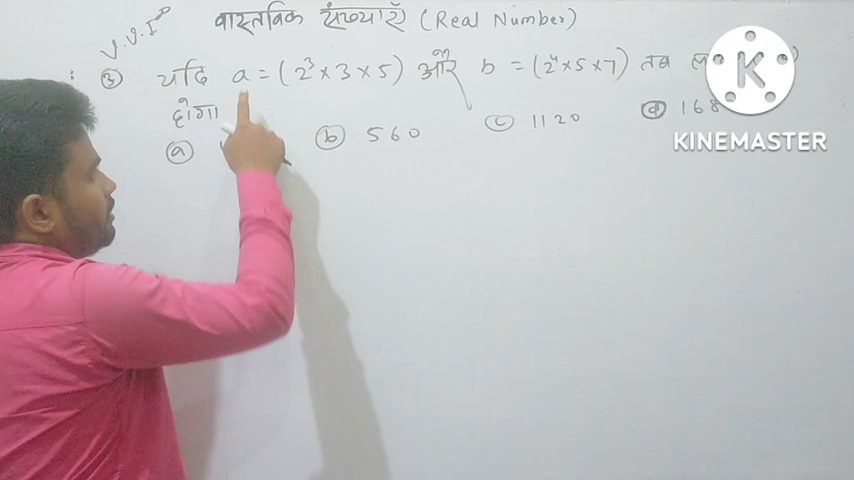 V.V.I
वास्तविक संख्याएँ (Real Number)
③ यदि a = (2³ × 3 × 5) और b = (2⁴ × 5 × 7) तब
होगा
ⓐ ⓑ 560 ⓒ 1120 ⓓ 168
K
KINEMASTER